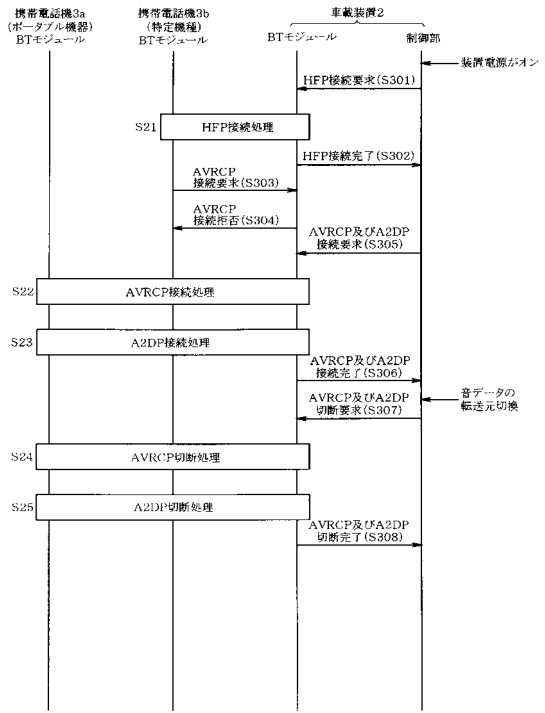 携帯電話機3a
(ポータブル機器)
BTモジュール
携帯電話機3b
(特定機種)
BTモジュール
車載装置2
BTモジュール
制御部
装置電源がオン
HFP接続要求(S301)
S21
HFP接続処理
HFP接続完了(S302)
AVRCP
接続要求(S303)
AVRCP
接続拒否(S304)
AVRCP及びA2DP
接続要求(S305)
S22
AVRCP接続処理
S23
A2DP接続処理
AVRCP及びA2DP
接続完了(S306)
音データの
転送元切換
AVRCP及びA2DP
切断要求(S307)
S24
AVRCP切断処理
S25
A2DP切断処理
AVRCP及びA2DP
切断完了(S308)